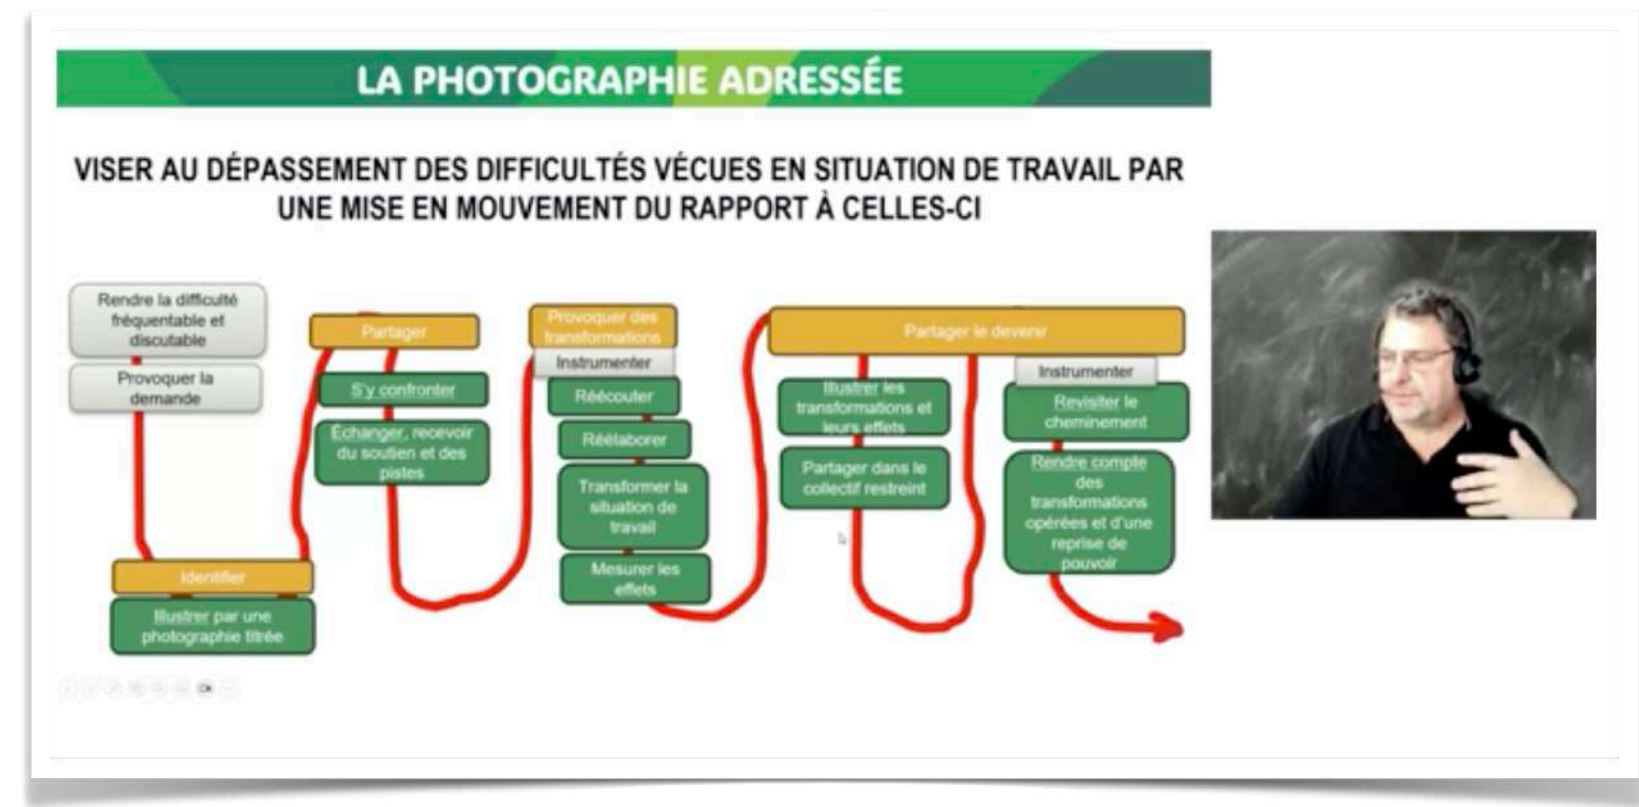 LA PHOTOGRAPHIE ADRESSÉE
VISER AU DÉPASSEMENT DES DIFFICULTÉS VÉCUES EN SITUATION DE TRAVAIL PAR
UNE MISE EN MOUVEMENT DU RAPPORT À CELLES-CI
Rendre la difficulté
fréquentable et
discutable
Provoquer la
demande
Identifier
Illustrer par une
photographie titrée
Partager
S'y confronter
Échanger, recevoir
du soutien et des
pistes
Provoquer des
transformations
Instrumenter
Réécouter
Réélaborer
Transformer la
situation de
travail
Mesurer les
effets
Partager le devenir
Illustrer les
transformations et
leurs effets
Partager dans le
collectif restreint
Instrumenter
Revisiter le
cheminement
Rendre compte
des
transformations
opérées et d'une
reprise de
pouvoir